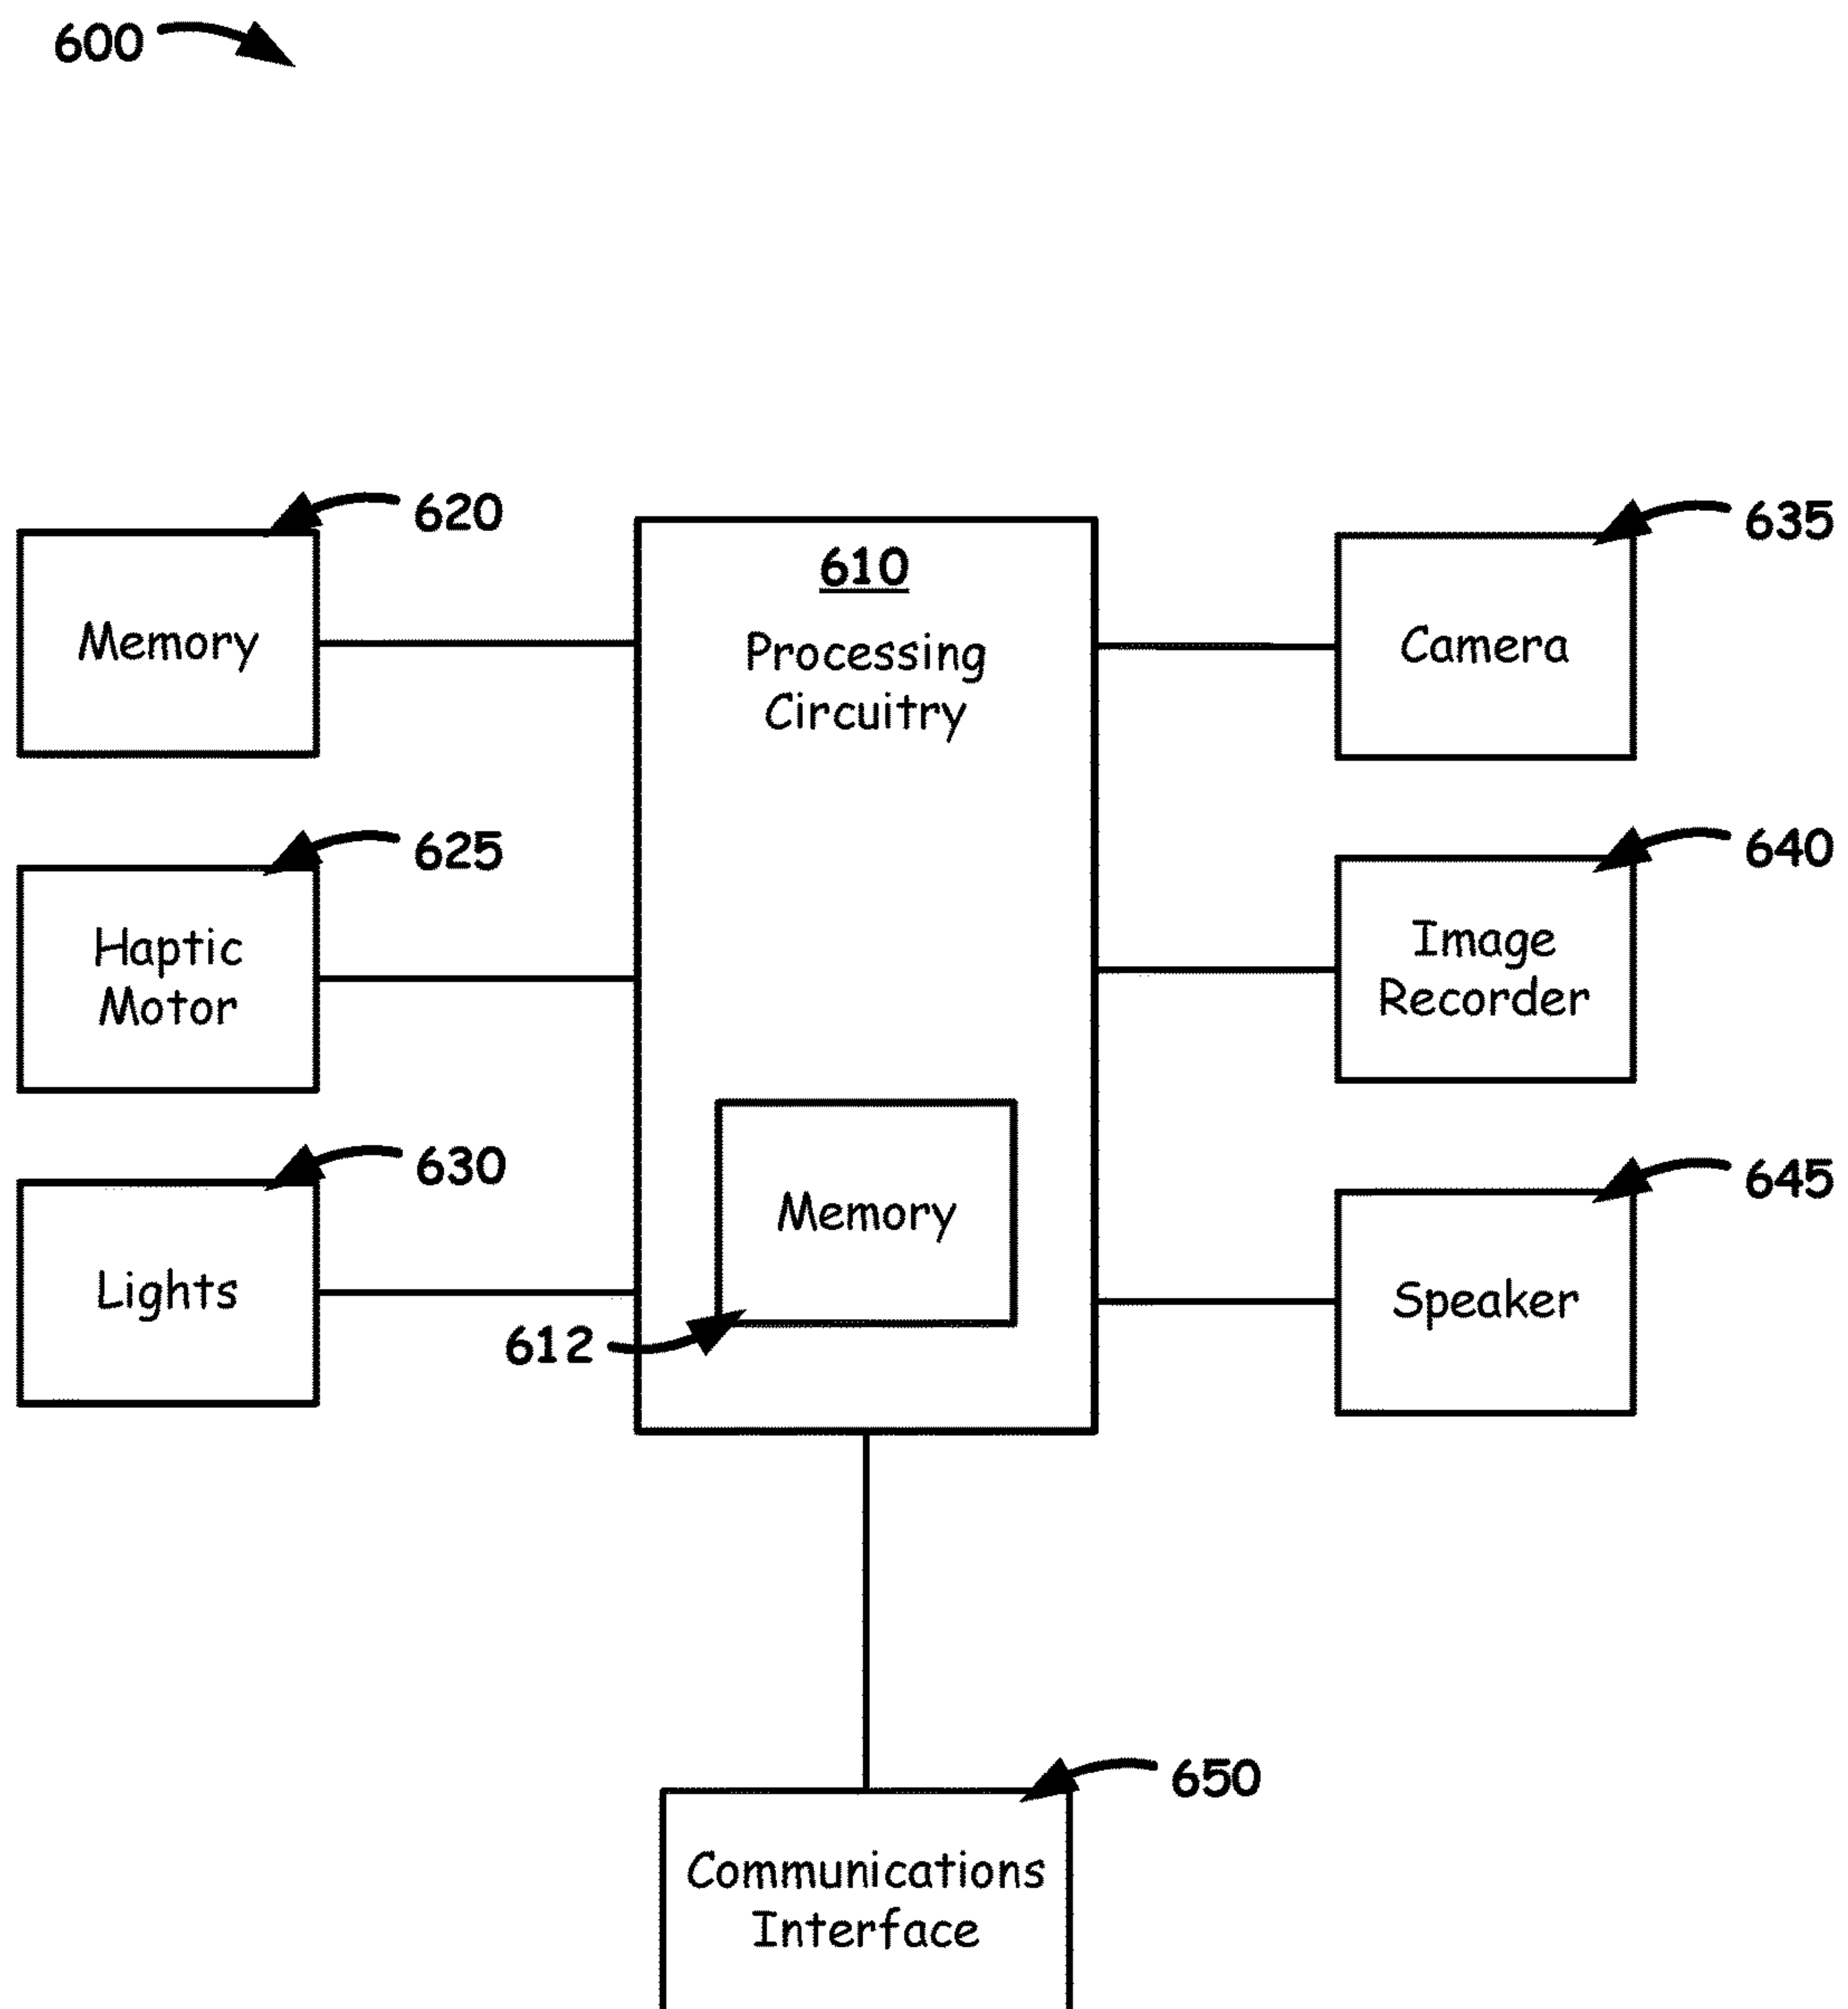 600
620
Memory
625
Haptic
Motor
630
Lights
610
Processing
Circuitry
Memory
612
635
Camera
640
Image
Recorder
645
Speaker
650
Communications
Interface